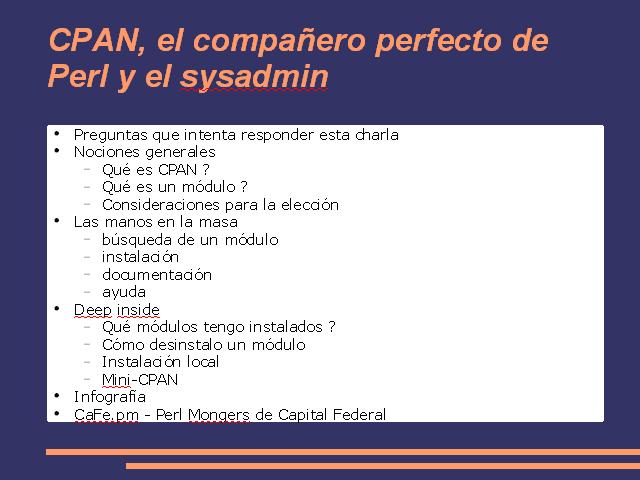 CPAN, el compañero perfecto de
Perl y el sysadmin
• Preguntas que intenta responder esta charla
• Nociones generales
– Qué es CPAN ?
– Qué es un módulo ?
– Consideraciones para la elección
• Las manos en la masa
– búsqueda de un módulo
– instalación
– documentación
– ayuda
• Deep inside
– Qué módulos tengo instalados ?
– Cómo desinstalo un módulo
– Instalación local
– Mini-CPAN
• Infografía
• CaFe.pm - Perl Mongers de Capital Federal